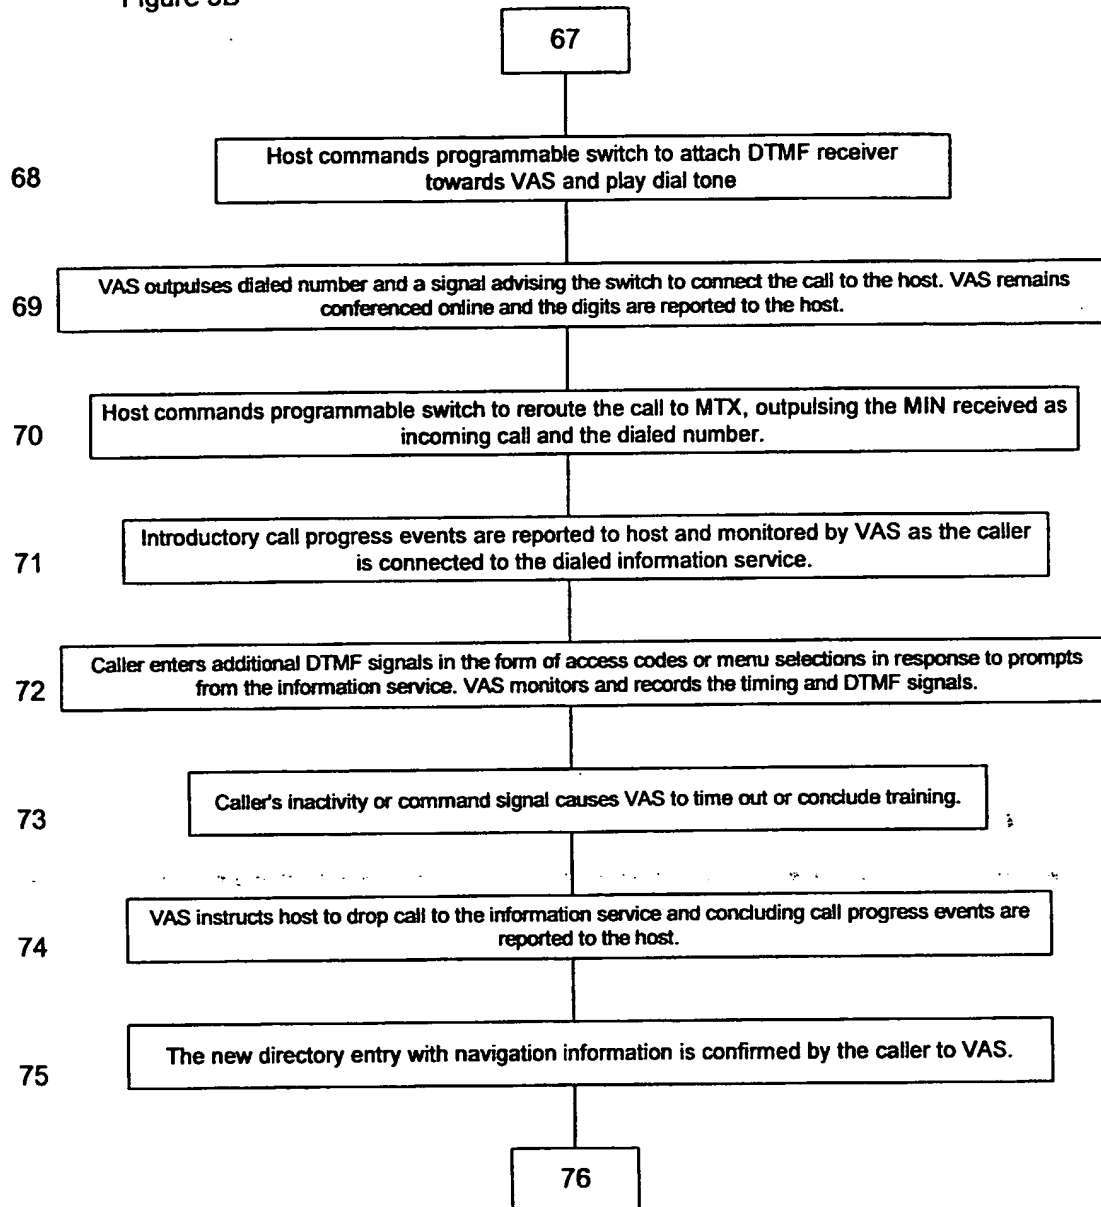 67
68
Host commands programmable switch to attach DTMF receiver
towards VAS and play dial tone
69
VAS outpulses dialed number and a signal advising the switch to connect the call to the host. VAS remains
conferenced online and the digits are reported to the host.
70
Host commands programmable switch to reroute the call to MTX, outpulsing the MIN received as
incoming call and the dialed number.
71
Introductory call progress events are reported to host and monitored by VAS as the caller
is connected to the dialed information service.
72
Caller enters additional DTMF signals in the form of access codes or menu selections in response to prompts
from the information service. VAS monitors and records the timing and DTMF signals.
73
Caller's inactivity or command signal causes VAS to time out or conclude training.
74
VAS instructs host to drop call to the information service and concluding call progress events are
reported to the host.
75
The new directory entry with navigation information is confirmed by the caller to VAS.
76